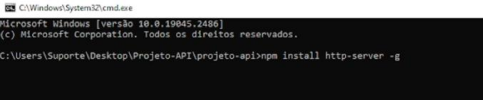 C:\Windows\System32\cmd.exe
Microsoft Windows [versão 10.0.19045.2486]
(c) Microsoft Corporation. Todos os direitos reservados.
C:\Users\Suporte\Desktop\Projeto-API\projeto-api>npm install http-server -g